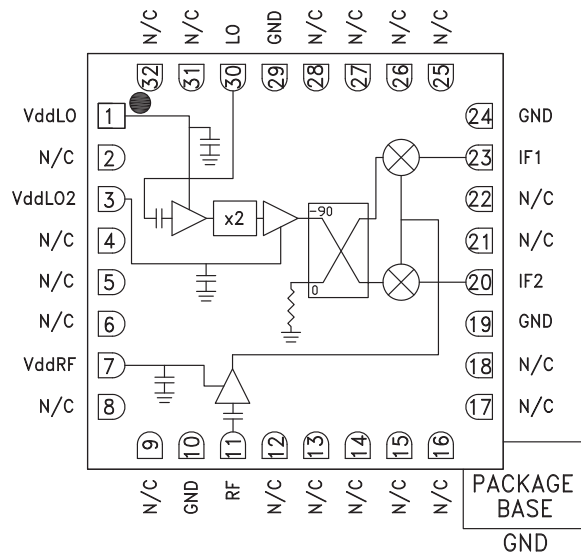 N/C N/C LO GND N/C N/C N/C N/C
32 31 30 29 28 27 26 25
VddLO 1
N/C 2
VddLO2 3
N/C 4
N/C 5
N/C 6
VddRF 7
N/C 8
x2
-90
0
24 GND
23 IF1
22 N/C
21 N/C
20 IF2
19 GND
18 N/C
17 N/C
9 10 11 12 13 14 15 16
N/C GND RF N/C N/C N/C N/C N/C
PACKAGE
BASE
GND